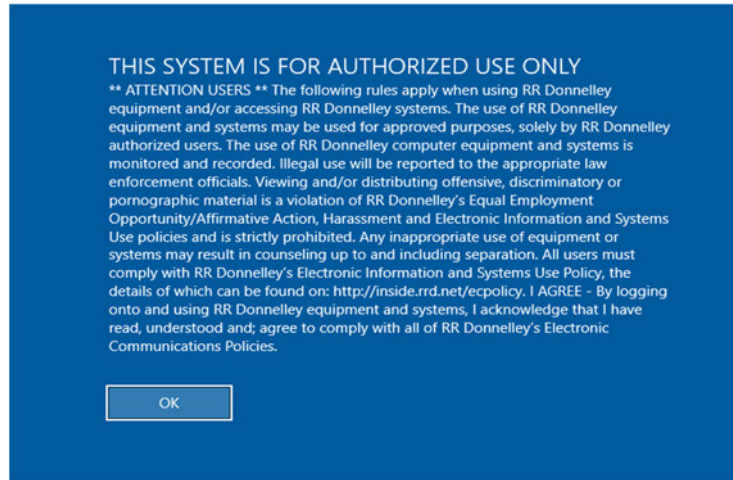 THIS SYSTEM IS FOR AUTHORIZED USE ONLY
** ATTENTION USERS ** The following rules apply when using RR Donnelley
equipment and/or accessing RR Donnelley systems. The use of RR Donnelley
equipment and systems may be used for approved purposes, solely by RR Donnelley
authorized users. The use of RR Donnelley computer equipment and systems is
monitored and recorded. Illegal use will be reported to the appropriate law
enforcement officials. Viewing and/or distributing offensive, discriminatory or
pornographic material is a violation of RR Donnelley's Equal Employment
Opportunity/Affirmative Action, Harassment and Electronic Information and Systems
Use policies and is strictly prohibited. Any inappropriate use of equipment or
systems may result in counseling up to and including separation. All users must
comply with RR Donnelley's Electronic Information and Systems Use Policy, the
details of which can be found on: http://inside.rrd.net/ecpolicy. I AGREE - By logging
onto and using RR Donnelley equipment and systems, I acknowledge that I have
read, understood and; agree to comply with all of RR Donnelley's Electronic
Communications Policies.
OK